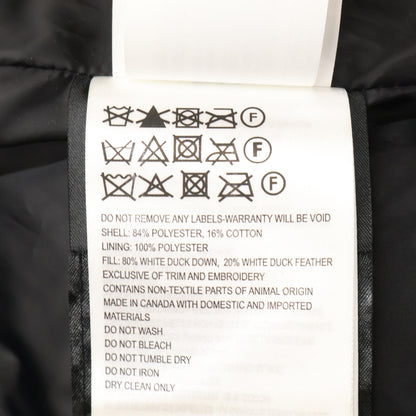 F
F
F
DO NOT REMOVE ANY LABELS-WARRANTY WILL BE VOID
SHELL: 84% POLYESTER, 16% COTTON
LINING: 100% POLYESTER
FILL: 80% WHITE DUCK DOWN, 20% WHITE DUCK FEATHER
EXCLUSIVE OF TRIM AND EMBROIDERY
CONTAINS NON-TEXTILE PARTS OF ANIMAL ORIGIN
MADE IN CANADA WITH DOMESTIC AND IMPORTED
MATERIALS
DO NOT WASH
DO NOT BLEACH
DO NOT TUMBLE DRY
DO NOT IRON
DRY CLEAN ONLY